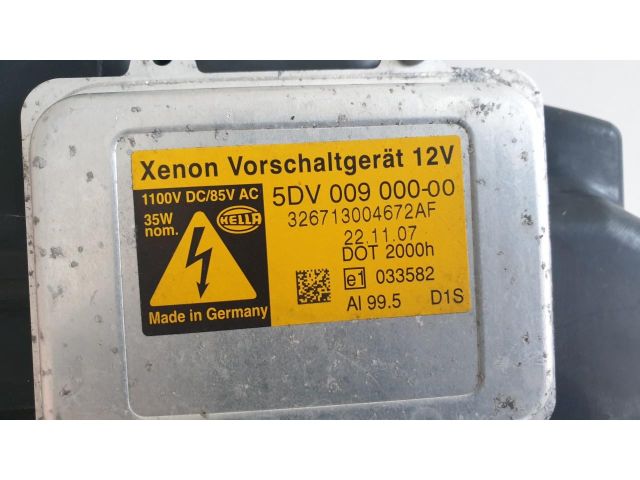 Xenon Vorschaltgerät 12V
1100V DC/85V AC
5DV 009 000-00
35W
nom.
HELLA
326713004672AF
22.11.07
DOT 2000h
e1 033582
Made in Germany
Al 99.5 D1S